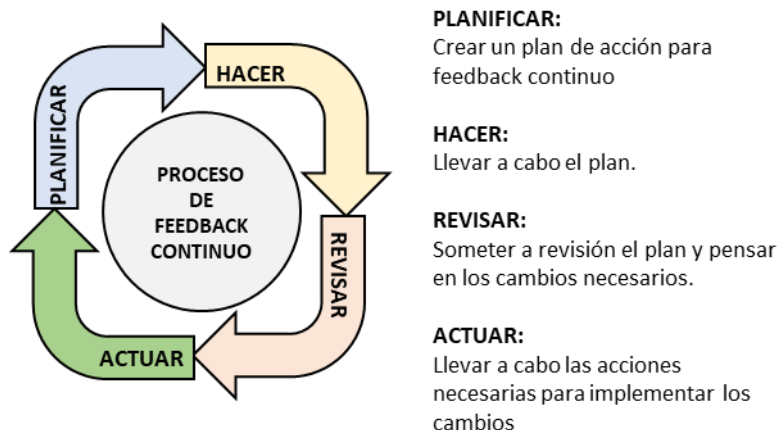 PLANIFICAR
HACER
REVISAR
ACTUAR
PROCESO
DE
FEEDBACK
CONTINUO
PLANIFICAR:
Crear un plan de acción para
feedback continuo
HACER:
Llevar a cabo el plan.
REVISAR:
Someter a revisión el plan y pensar
en los cambios necesarios.
ACTUAR:
Llevar a cabo las acciones
necesarias para implementar los
cambios